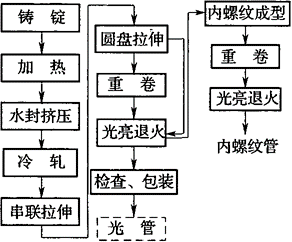 铸锭
加热
水封挤压
冷轧
串联拉伸
圆盘拉伸
重卷
光亮退火
检查、包装
光管
内螺纹成型
重卷
光亮退火
内螺纹管